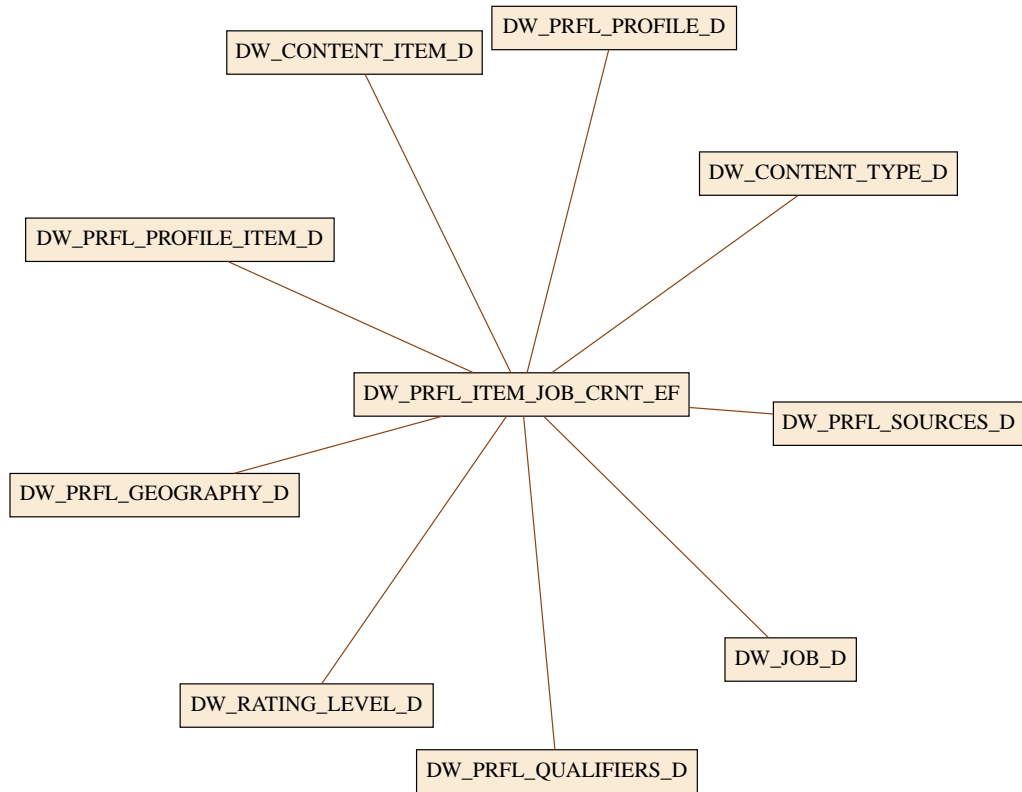 DW_PRFL_PROFILE_D
DW_CONTENT_ITEM_D
DW_CONTENT_TYPE_D
DW_PRFL_PROFILE_ITEM_D
DW_PRFL_ITEM_JOB_CRNT_EF
DW_PRFL_SOURCES_D
DW_PRFL_GEOGRAPHY_D
DW_JOB_D
DW_RATING_LEVEL_D
DW_PRFL_QUALIFIERS_D